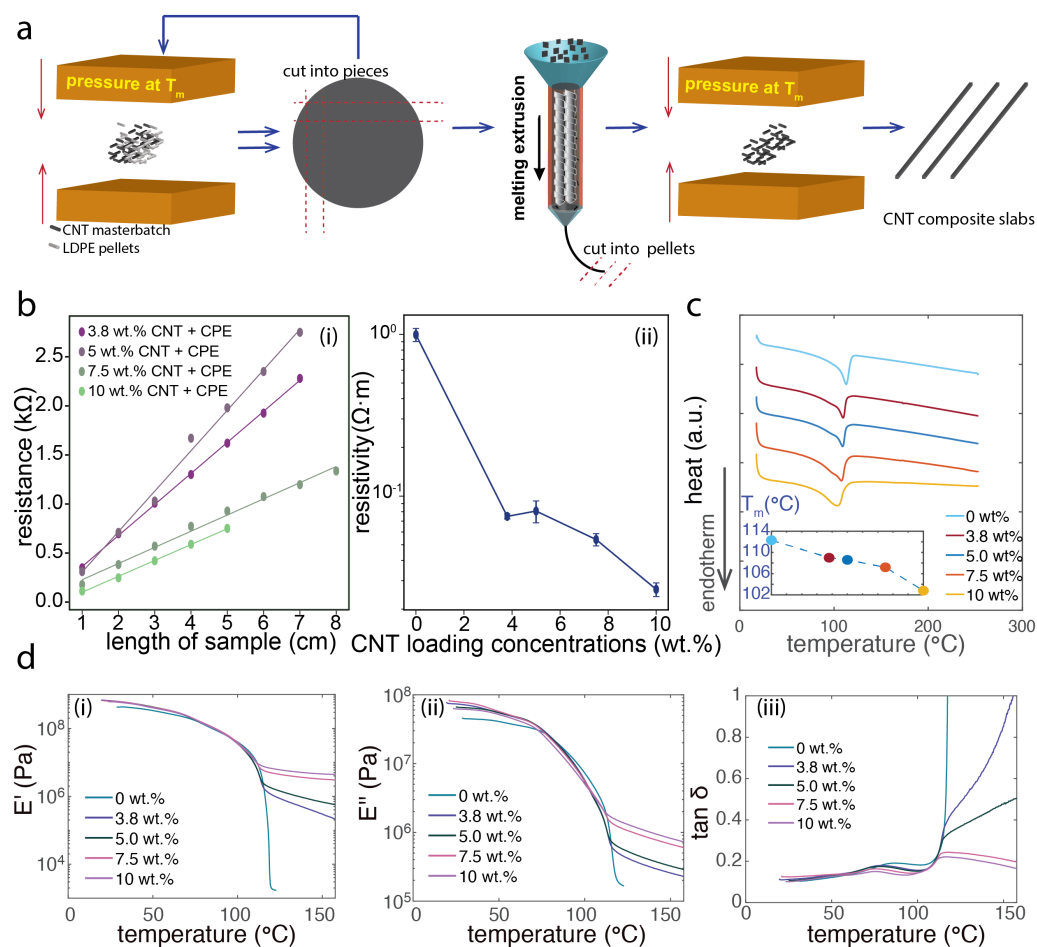 a
pressure at Tm
cut into pieces
CNT masterbatch
LDPE pellets
melting extrusion
cut into pellets
pressure at Tm
CNT composite slabs
b
(i)
3.8 wt.% CNT + CPE
5 wt.% CNT + CPE
7.5 wt.% CNT + CPE
10 wt.% CNT + CPE
resistance (kΩ)
2.5
2.0
1.5
1.0
0.5
0.0
1 2 3 4 5 6 7 8
length of sample (cm)
(ii)
resistivity (Ω·m)
10⁰
10⁻¹
0 2 4 6 8 10
CNT loading concentrations (wt.%)
c
heat (a.u.)
endotherm
Tm(°C)
114
110
106
102
0 wt%
3.8 wt%
5.0 wt%
7.5 wt%
10 wt%
0 100 200 300
temperature (°C)
d
(i)
E' (Pa)
10⁸
10⁶
10⁴
0 wt.%
3.8 wt.%
5.0 wt.%
7.5 wt.%
10 wt.%
0 50 100 150
temperature (°C)
(ii)
E" (Pa)
10⁸
10⁷
10⁶
10⁵
0 wt.%
3.8 wt.%
5.0 wt.%
7.5 wt.%
10 wt.%
0 50 100 150
temperature (°C)
(iii)
tan δ
1
0.8
0.6
0.4
0.2
0
0 wt.%
3.8 wt.%
5.0 wt.%
7.5 wt.%
10 wt.%
0 50 100 150
temperature (°C)